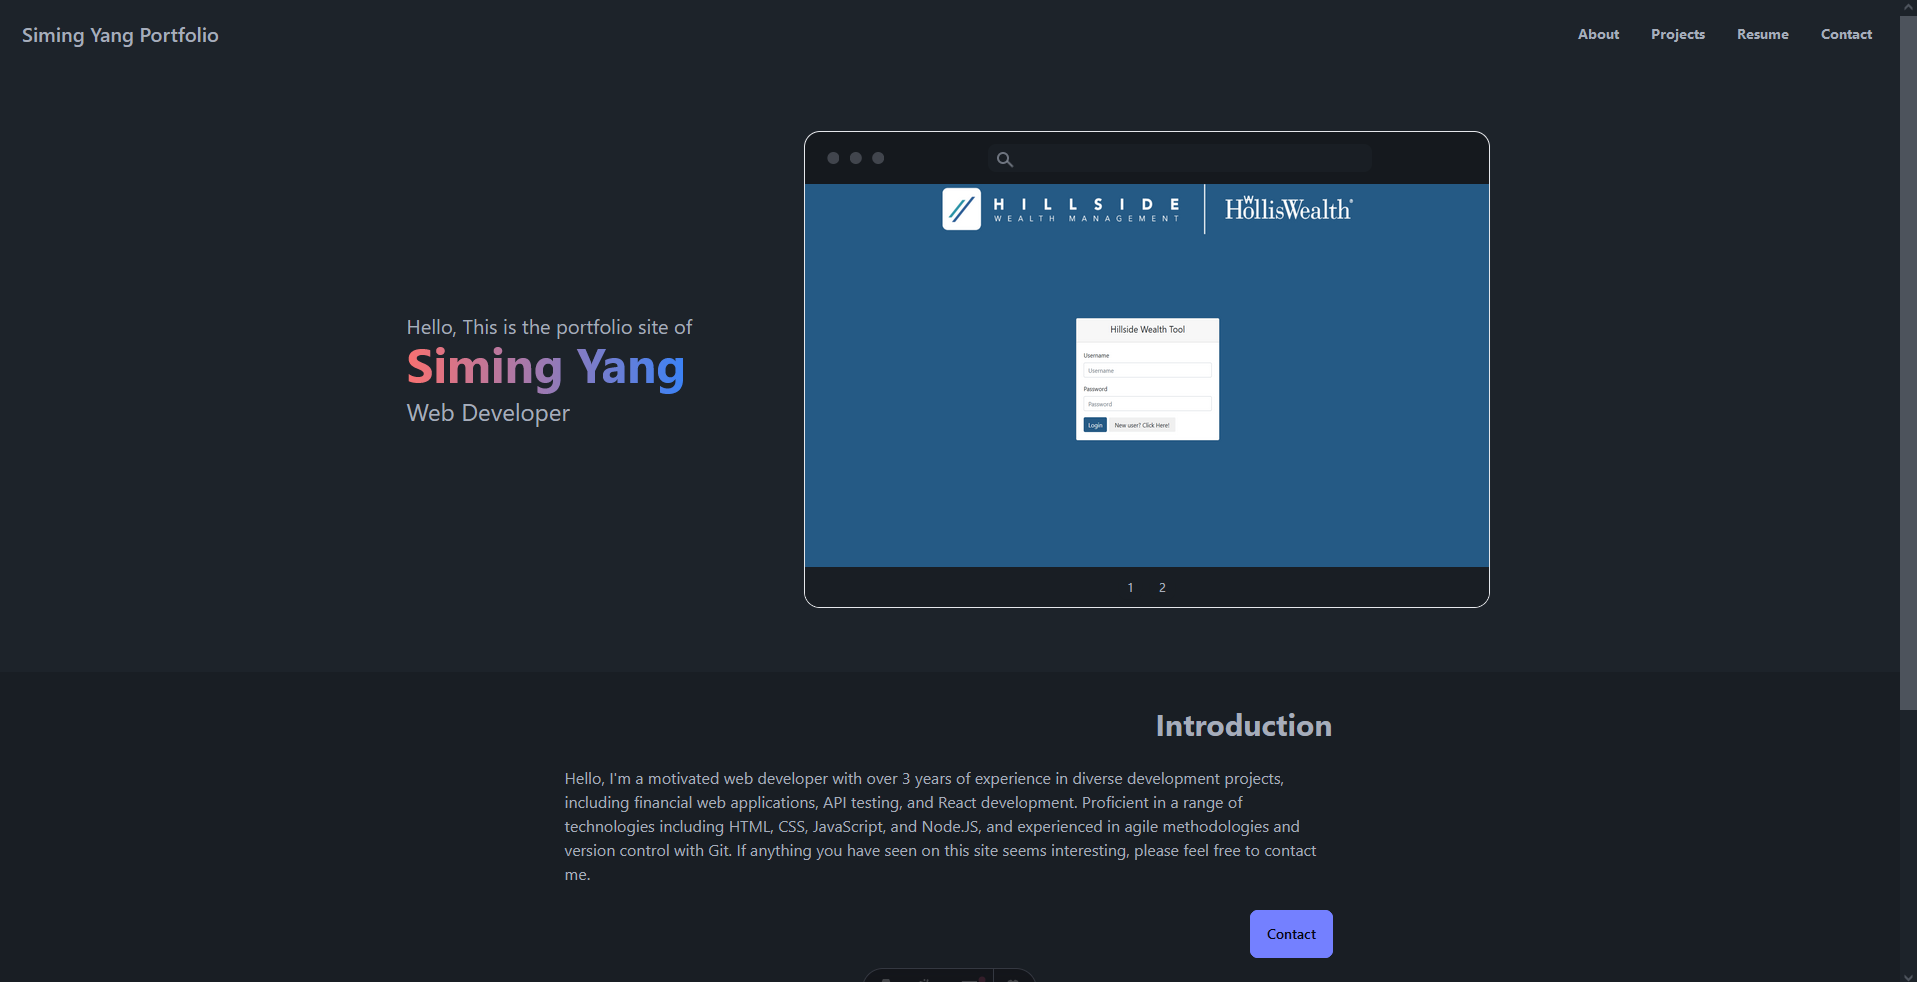 Siming Yang Portfolio
About Projects Resume Contact
HILLSIDE
WEALTH MANAGEMENT
HollisWealth®
Hello, This is the portfolio site of
Siming Yang
Web Developer
Hillside Wealth Tool
Username
Username
Password
Password
Login New user? Click Here!
1 2
Introduction
Hello, I'm a motivated web developer with over 3 years of experience in diverse development projects,
including financial web applications, API testing, and React development. Proficient in a range of
technologies including HTML, CSS, JavaScript, and Node.JS, and experienced in agile methodologies and
version control with Git. If anything you have seen on this site seems interesting, please feel free to contact
me.
Contact